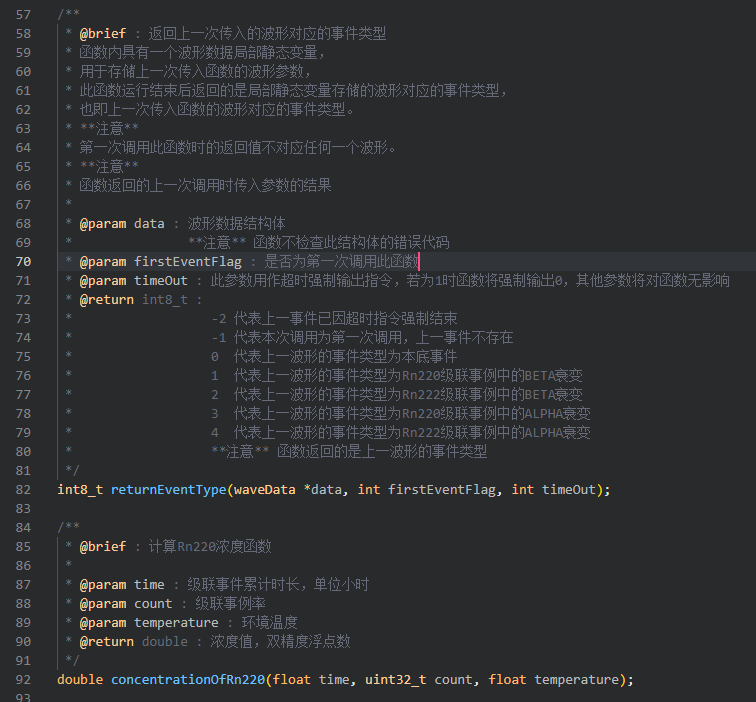 57 /**
58 * @brief : 返回上一次传入的波形对应的事件类型
59 * 函数内具有一个波形数据局部静态变量，
60 * 用于存储上一次传入函数的波形参数，
61 * 此函数运行结束后返回的是局部静态变量存储的波形对应的事件类型，
62 * 也即上一次传入函数的波形对应的事件类型。
63 * **注意**
64 * 第一次调用此函数时的返回值不对应任何一个波形。
65 * **注意**
66 * 函数返回的上一次调用时传入参数的结果
67 *
68 * @param data : 波形数据结构体
69 * **注意** 函数不检查此结构体的错误代码
70 * @param firstEventFlag : 是否为第一次调用此函数
71 * @param timeOut : 此参数用作超时强制输出指令，若为1时函数将强制输出0，其他参数将对函数无影响
72 * @return int8_t :
73 * -2 代表上一事件已因超时指令强制结束
74 * -1 代表本次调用为第一次调用，上一事件不存在
75 * 0 代表上一波形的事件类型为本底事件
76 * 1 代表上一波形的事件类型为Rn220级联事例中的BETA衰变
77 * 2 代表上一波形的事件类型为Rn222级联事例中的BETA衰变
78 * 3 代表上一波形的事件类型为Rn220级联事例中的ALPHA衰变
79 * 4 代表上一波形的事件类型为Rn222级联事例中的ALPHA衰变
80 * **注意** 函数返回的是上一波形的事件类型
81 */
82 int8_t returnEventType(waveData *data, int firstEventFlag, int timeOut);
83
84 /**
85 * @brief : 计算Rn220浓度函数
86 *
87 * @param time : 级联事件累计时长，单位小时
88 * @param count : 级联事例率
89 * @param temperature : 环境温度
90 * @return double : 浓度值，双精度浮点数
91 */
92 double concentrationOfRn220(float time, uint32_t count, float temperature);
93